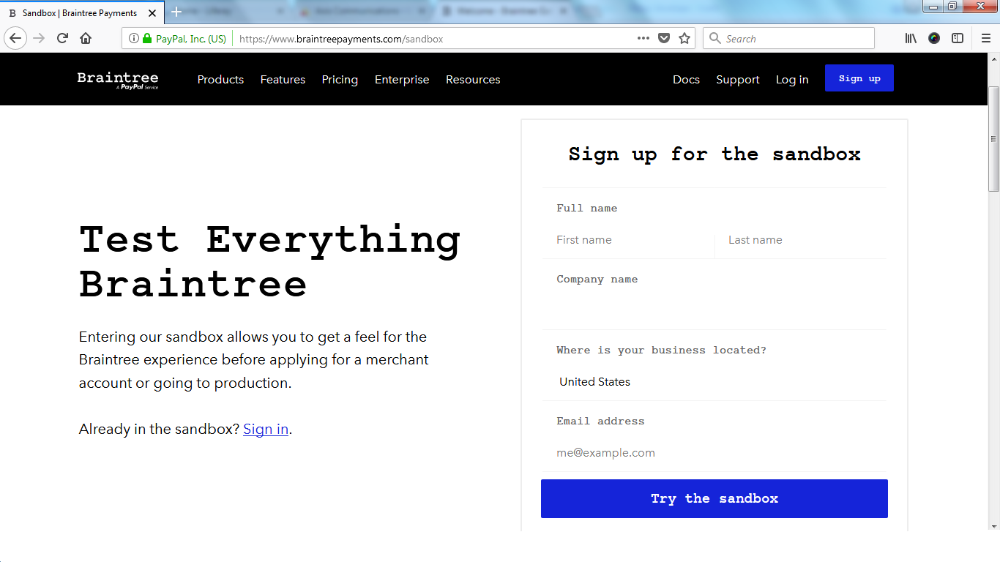 Sandbox | Braintree Payments
PayPal, Inc. (US)
https://www.braintreepayments.com/sandbox
Search
Braintree
A PayPal Service
Products
Features
Pricing
Enterprise
Resources
Docs
Support
Log in
Sign up
Test Everything
Braintree
Entering our sandbox allows you to get a feel for the
Braintree experience before applying for a merchant
account or going to production.
Already in the sandbox? Sign in.
Sign up for the sandbox
Full name
First name
Last name
Company name
Where is your business located?
United States
Email address
me@example.com
Try the sandbox